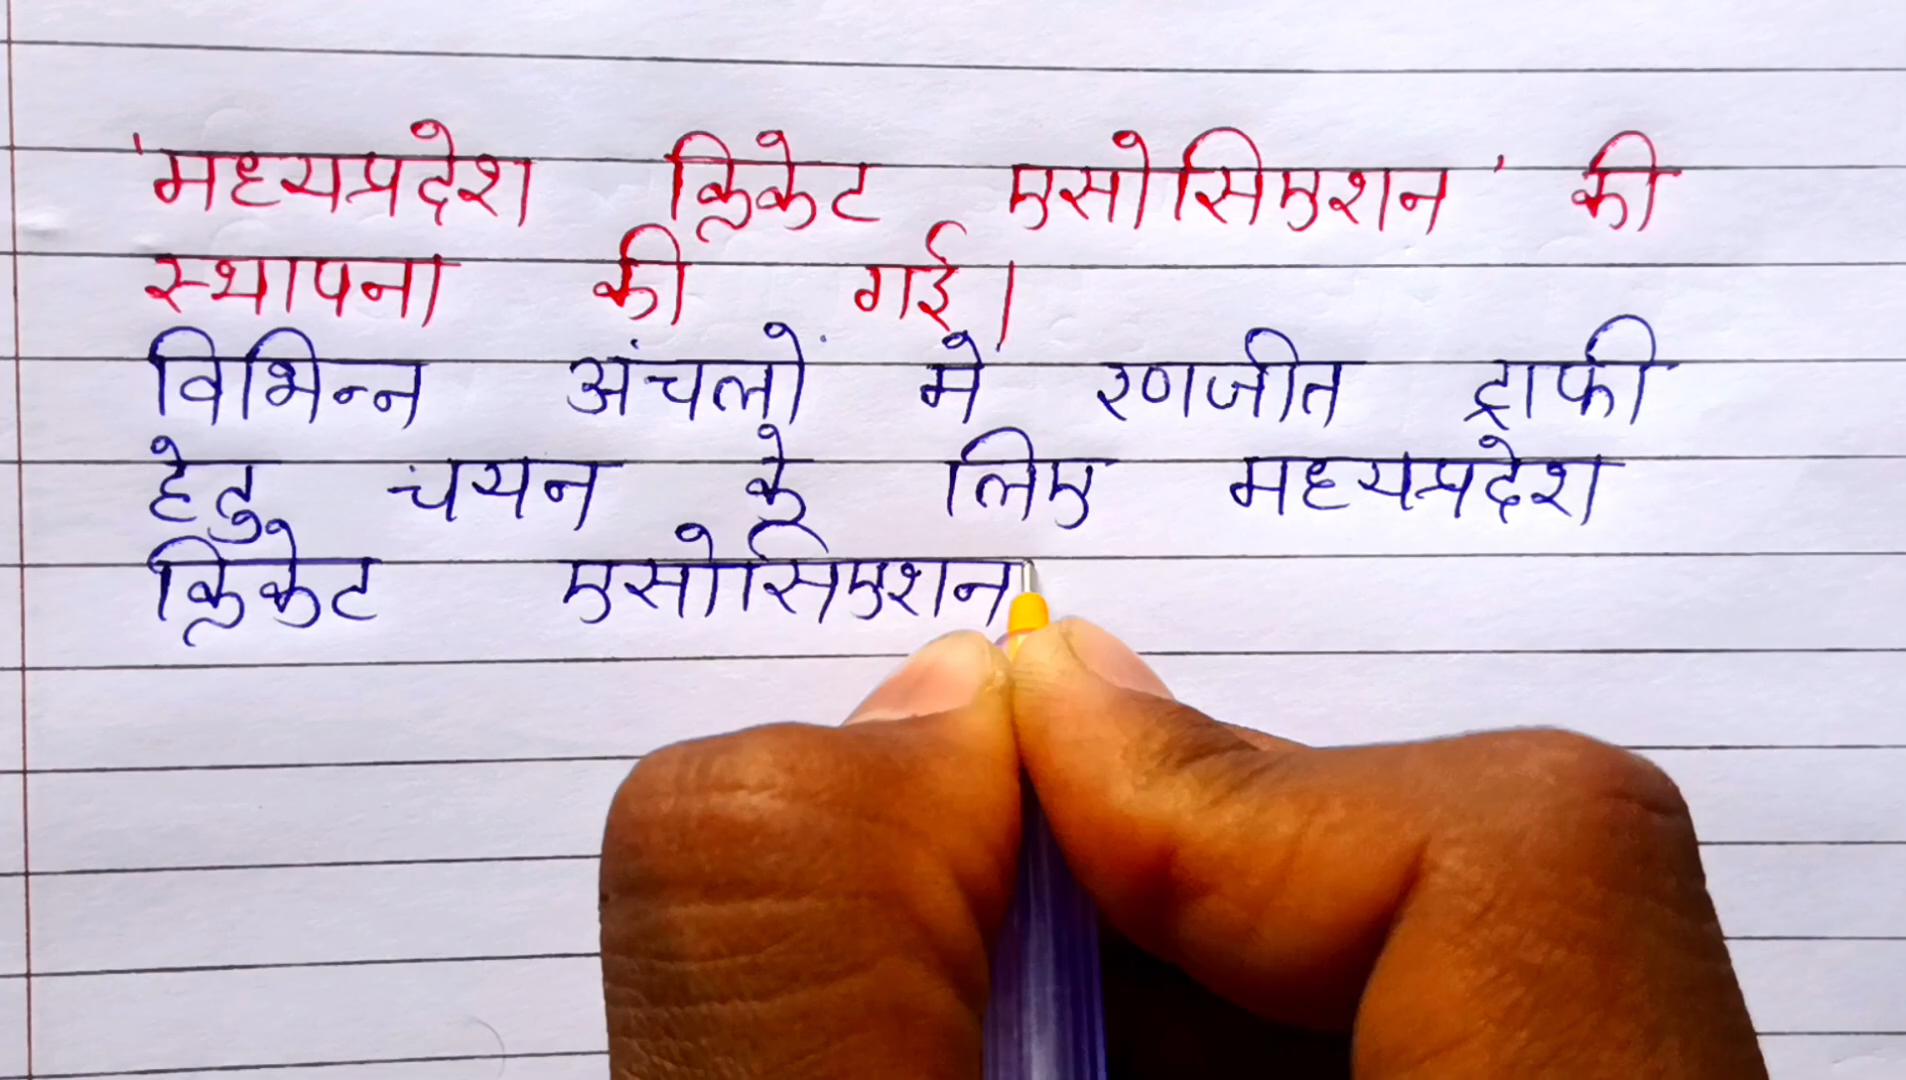 'मध्यप्रदेश क्रिकेट एसोसिएशन' की
स्थापना की गई।
विभिन्न अंचलों में रणजीत ट्राफी
हेतु चयन के लिए मध्यप्रदेश
क्रिकेट एसोसिएशन